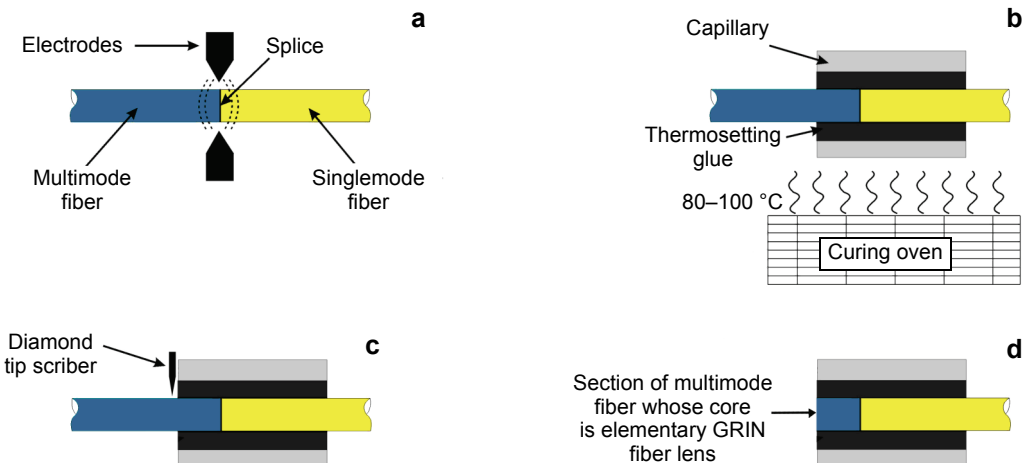 a
Electrodes
Splice
Multimode
fiber
Singlemode
fiber
b
Capillary
Thermosetting
glue
80–100 °C
Curing oven
c
Diamond
tip scriber
d
Section of multimode
fiber whose core
is elementary GRIN
fiber lens